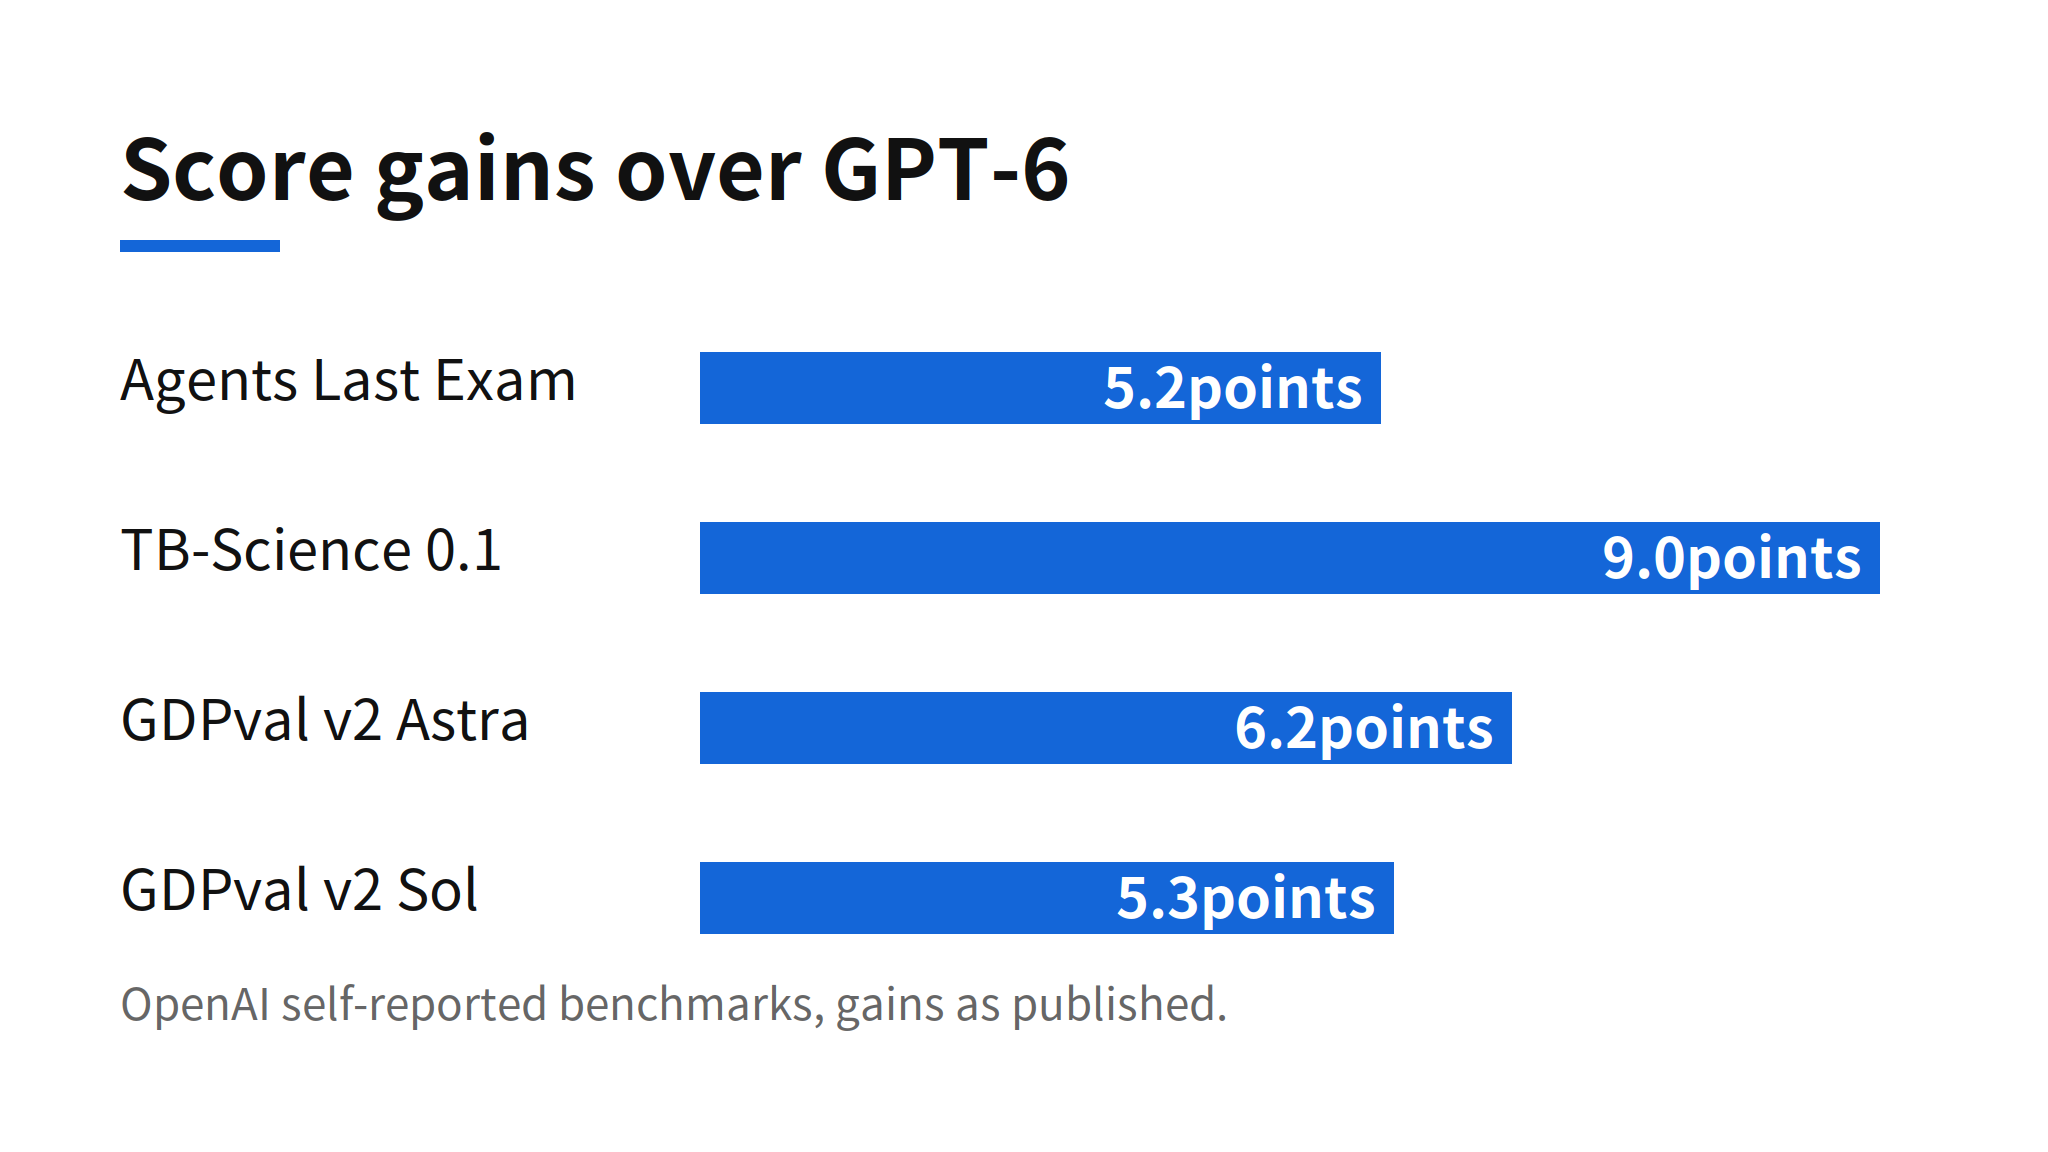 Score gains over GPT-6
Agents Last Exam
5.2points
TB-Science 0.1
9.0points
GDPval v2 Astra
6.2points
GDPval v2 Sol
5.3points
OpenAI self-reported benchmarks, gains as published.